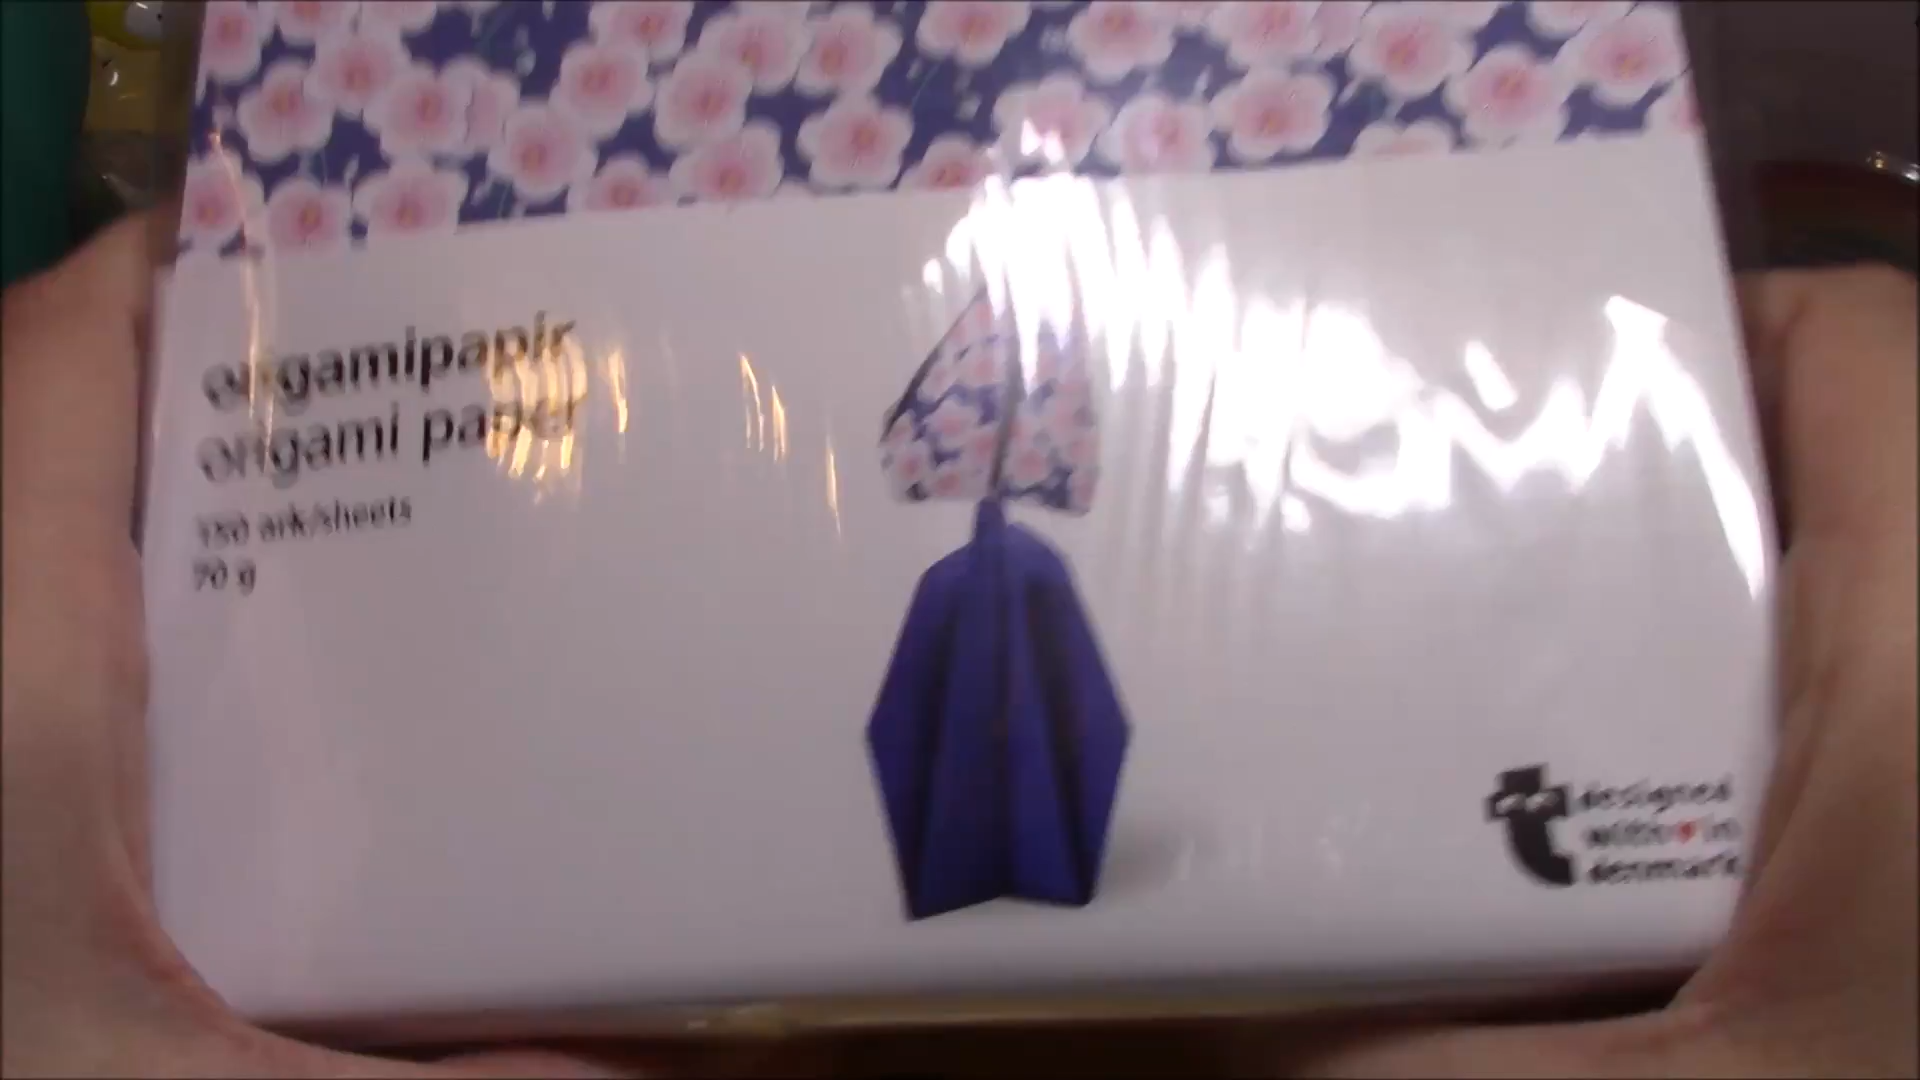 origamipapir
origami paper
150 ark/sheets
70 g
designed
with in
denmark